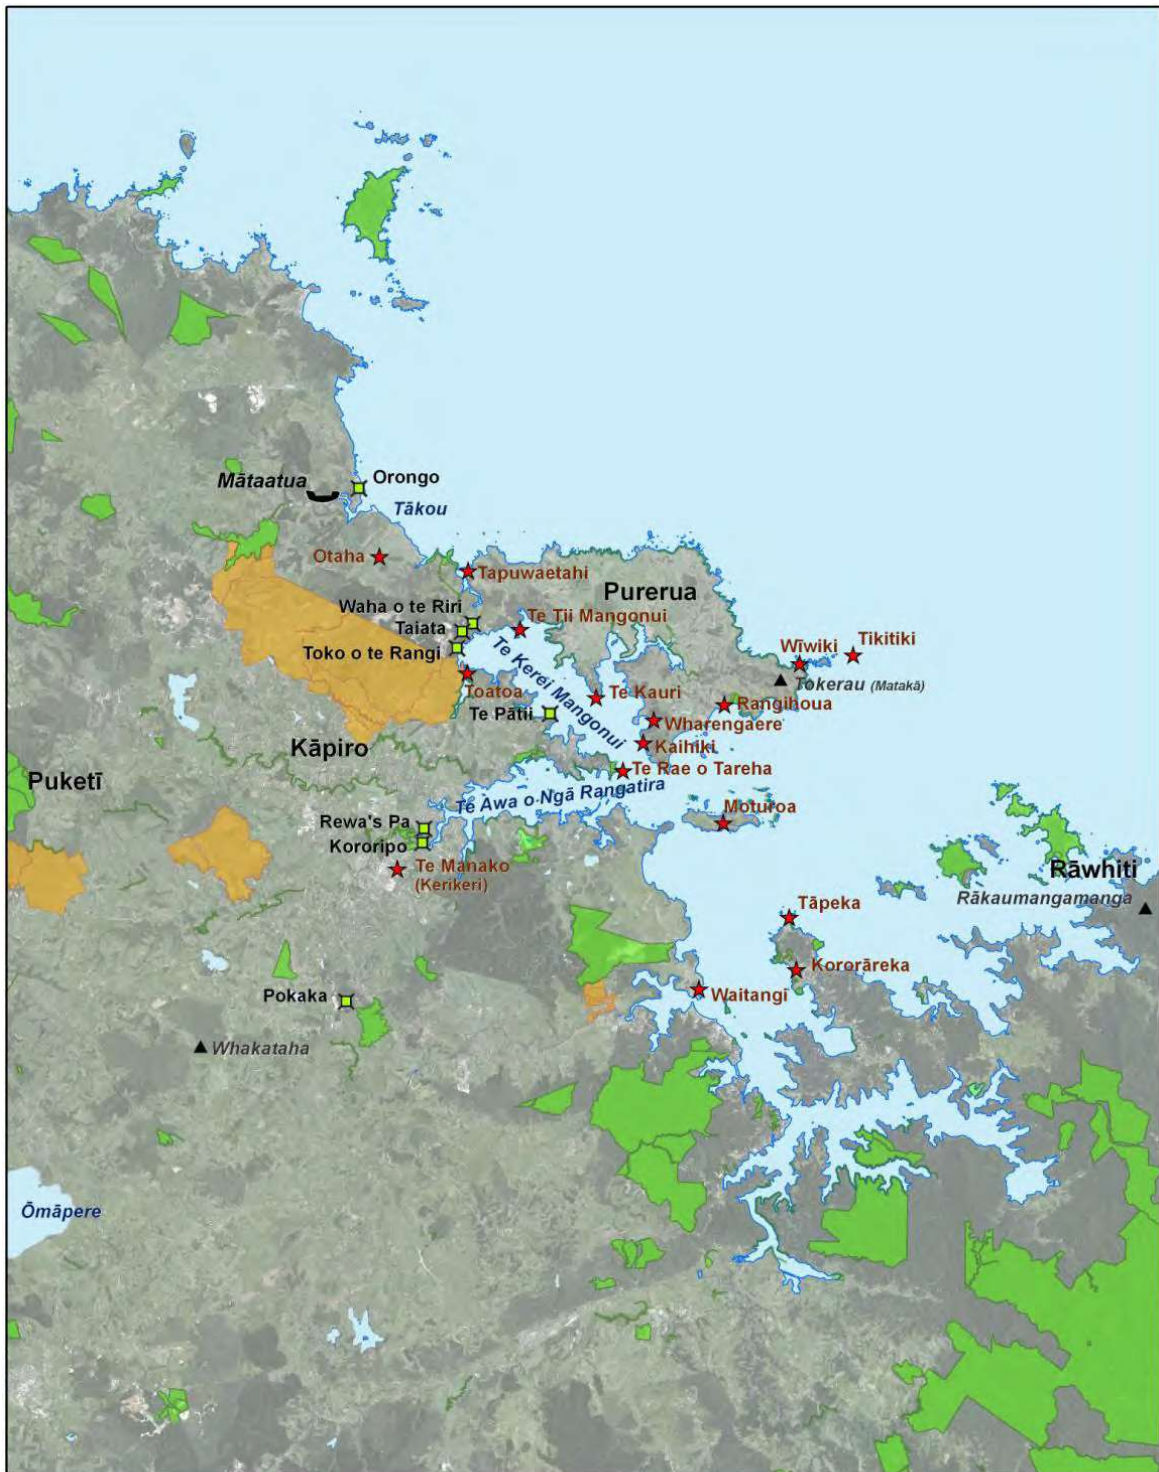 Orongo
Mātaatua
Tākou
Otaha
Tapuwaetahi
Purerua
Waha o te Riri
Te Tii Mangonui
Taiata
Toko o te Rangi
Wīwiki
Tikitiki
Te Kerei Mangonui
Toatoa
Tokerau (Matakā)
Te Kauri
Rangihoua
Te Pātii
Wharengaere
Kāpiro
Kaihiki
Puketī
Te Rae o Tareha
Te Awa o Ngā Rangatira
Moturoa
Rewa's Pa
Kororipo
Te Manako
(Kerikeri)
Rāwhiti
Rākaumangamanga
Tāpeka
Kororāreka
Waitangi
Pokaka
Whakataha
Ōmāpere